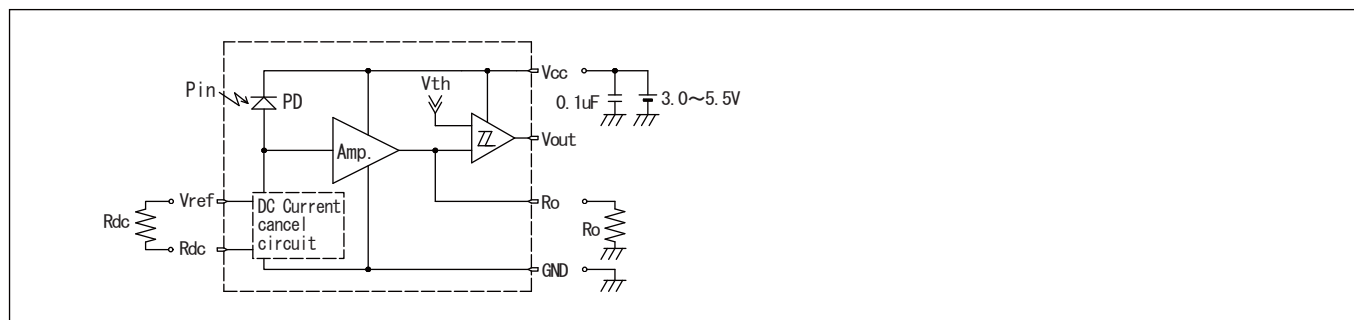 Pin
PD
Vth
Amp.
Vcc
0.1uF
3.0~5.5V
Vout
Rdc
Vref
Rdc
DC Current
cancel
circuit
Ro
Ro
GND